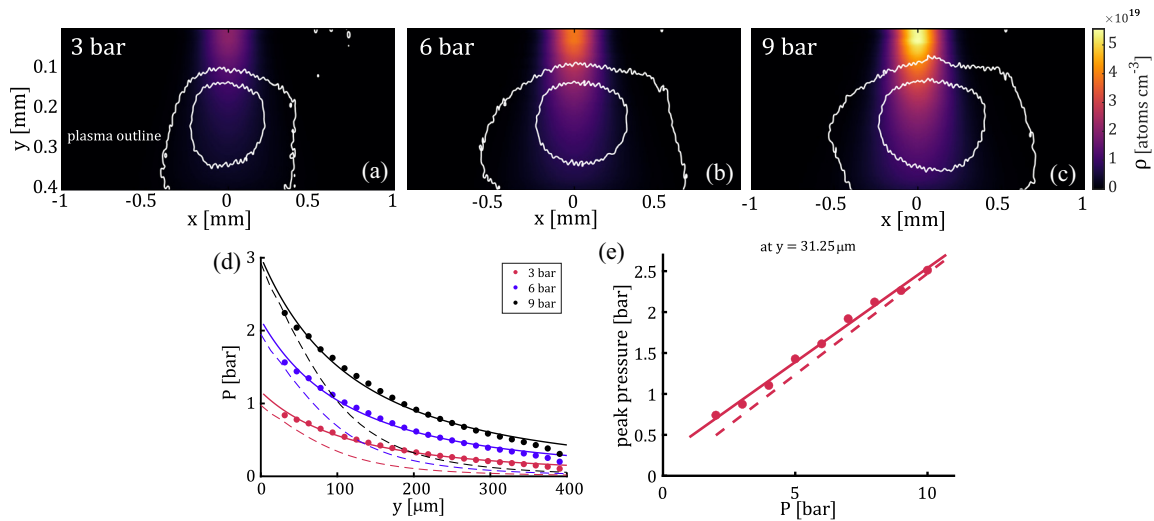 3 bar
6 bar
9 bar
×10¹⁹
0.1
0.2
0.3
0.4
y [mm]
plasma outline
(a)
(b)
(c)
5
4
3
2
1
0
ρ [atoms cm⁻³]
-1
-0.5
0
0.5
-0.5
0
0.5
-1
-0.5
0
0.5
1
x [mm]
x [mm]
x [mm]
(d)
3
2
1
0
P [bar]
3 bar
6 bar
9 bar
0
100
200
300
400
y [μm]
(e)
at y = 31.25 μm
2.5
2
1.5
1
0.5
0
peak pressure [bar]
0
5
10
P [bar]